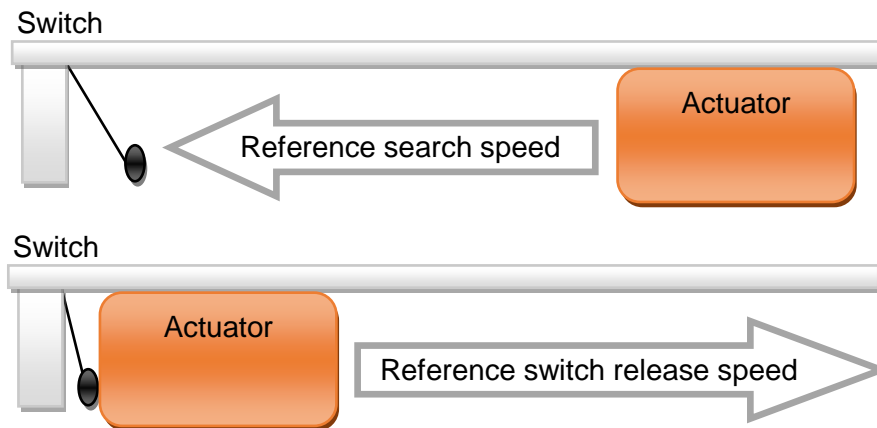 Switch
Actuator
Reference search speed
Switch
Actuator
Reference switch release speed